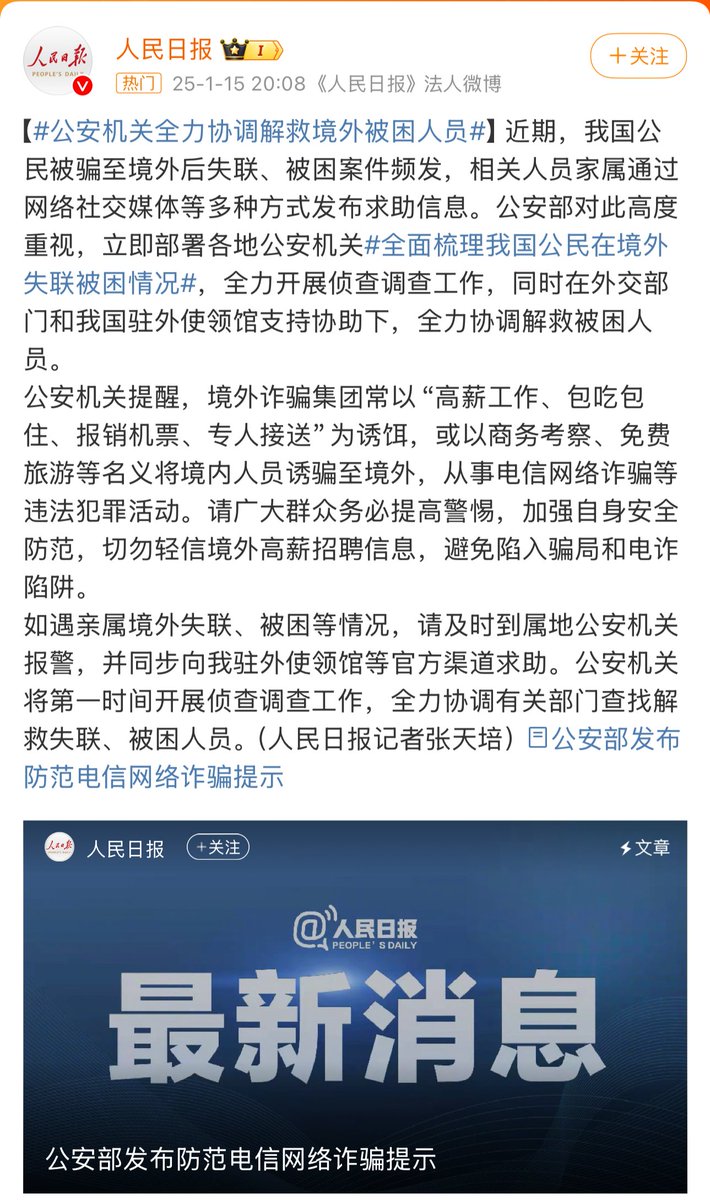 人民日报
PEOPLE'S DAILY
人民日报 I
+关注
热门 25-1-15 20:08 《人民日报》法人微博
【#公安机关全力协调解救境外被困人员#】近期，我国公
民被骗至境外后失联、被困案件频发，相关人员家属通过
网络社交媒体等多种方式发布求助信息。公安部对此高度
重视，立即部署各地公安机关#全面梳理我国公民在境外
失联被困情况#，全力开展侦查调查工作，同时在外交部
门和我国驻外使领馆支持协助下，全力协调解救被困人
员。
公安机关提醒，境外诈骗集团常以“高薪工作、包吃包
住、报销机票、专人接送”为诱饵，或以商务考察、免费
旅游等名义将境内人员诱骗至境外，从事电信网络诈骗等
违法犯罪活动。请广大群众务必提高警惕，加强自身安全
防范，切勿轻信境外高薪招聘信息，避免陷入骗局和电诈
陷阱。
如遇亲属境外失联、被困等情况，请及时到属地公安机关
报警，并同步向我驻外使领馆等官方渠道求助。公安机关
将第一时间开展侦查调查工作，全力协调有关部门查找解
救失联、被困人员。（人民日报记者张天培）公安部发布
防范电信网络诈骗提示
人民日报
人民日报 +关注
文章
@人民日报
PEOPLE'S DAILY
最新消息
公安部发布防范电信网络诈骗提示